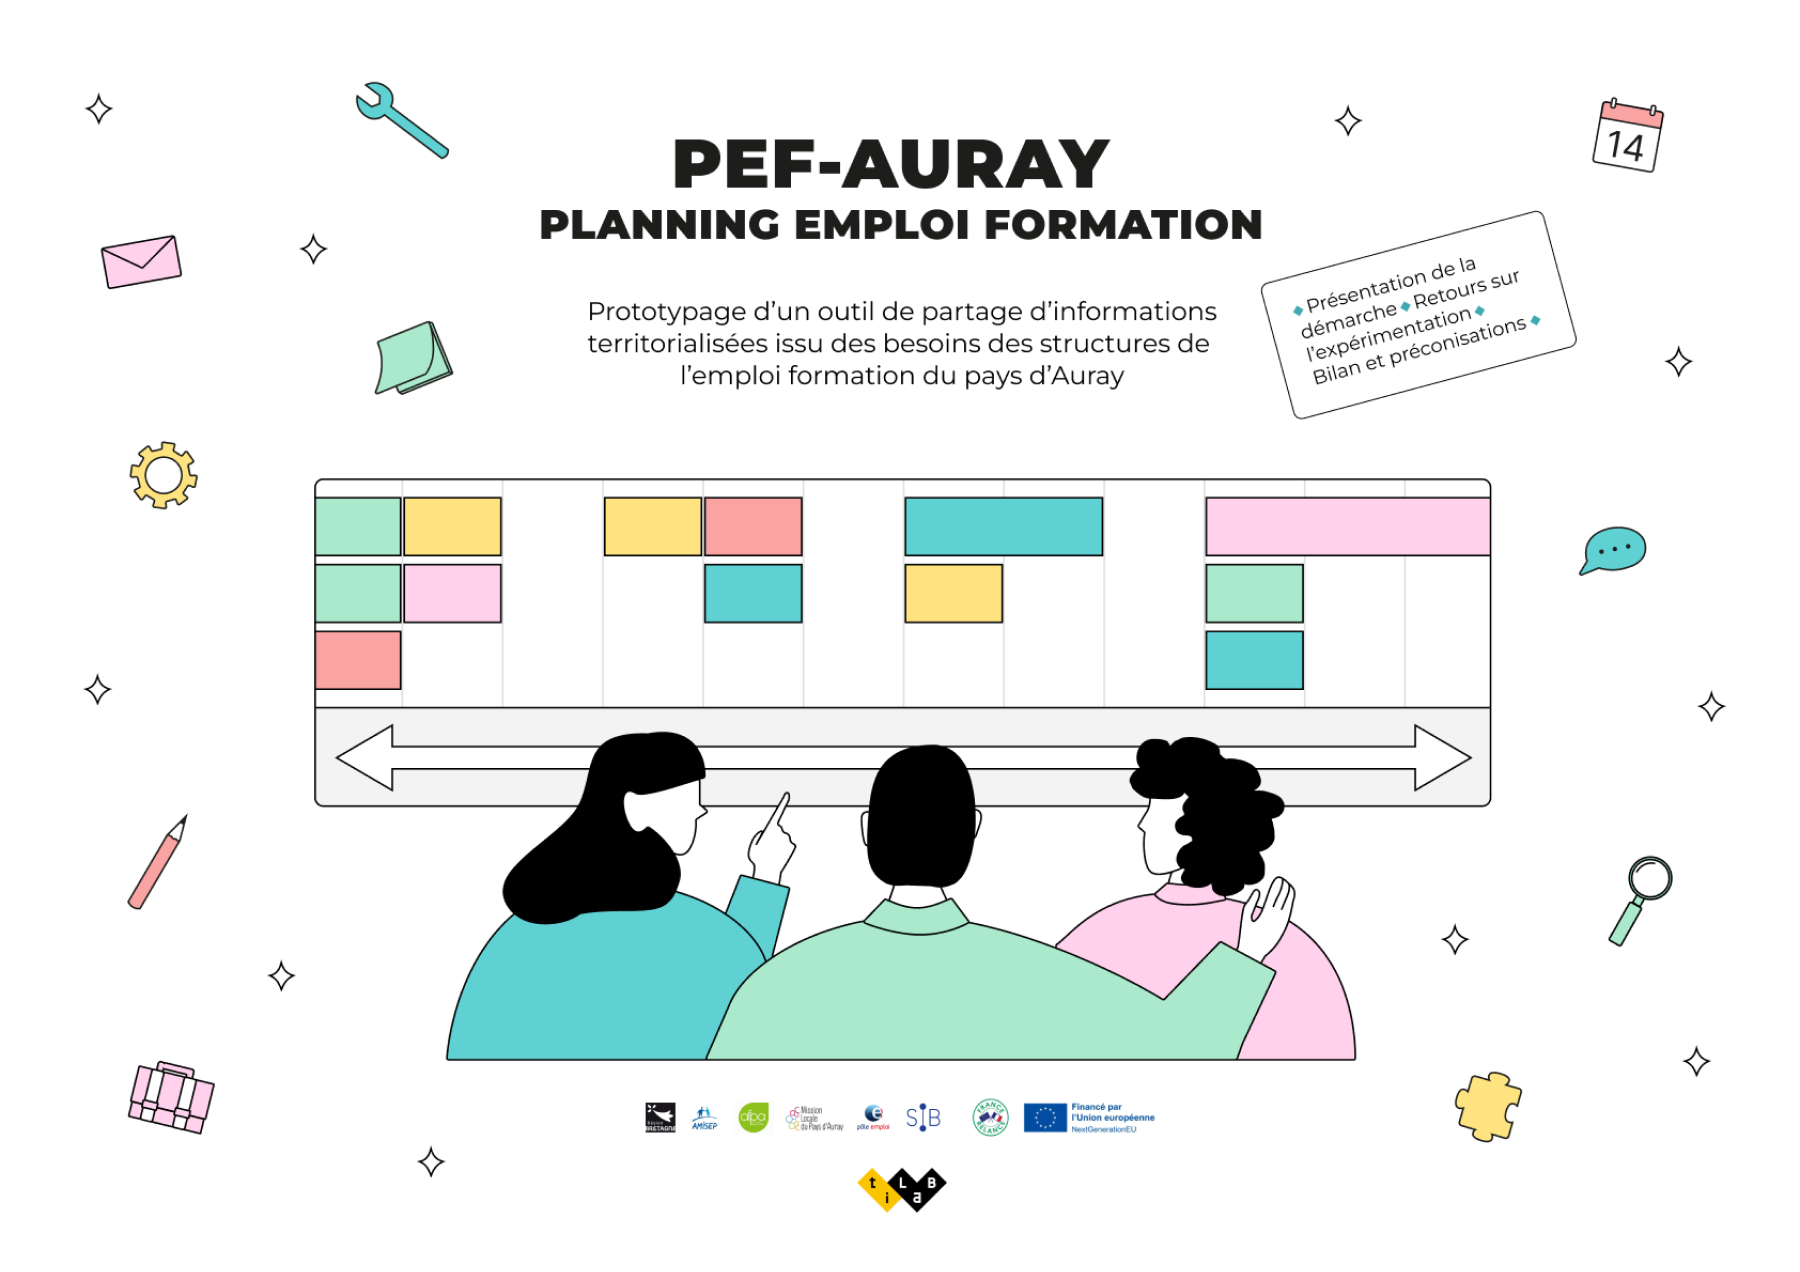 PEF-AURAY
PLANNING EMPLOI FORMATION
Prototypage d’un outil de partage d’informations
territorialisées issu des besoins des structures de
l’emploi formation du pays d’Auray
14
Présentation de la
démarche ◆ Retours sur
l’expérimentation ◆
Bilan et préconisations ◆
Région
BRETAGNE
AMISEP
afpa
Mission
Locale
du Pays d'Auray
pôle emploi
SIB
FRANCE
RELANCE
Financé par
l’Union européenne
NextGenerationEU
ti LaB